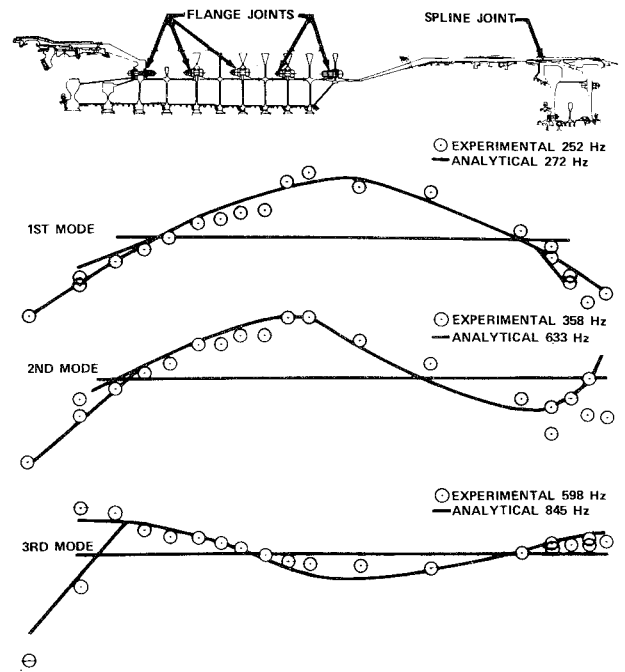 FLANGE JOINTS
SPLINE JOINT
EXPERIMENTAL 252 Hz
ANALYTICAL 272 Hz
1ST MODE
EXPERIMENTAL 358 Hz
ANALYTICAL 633 Hz
2ND MODE
EXPERIMENTAL 598 Hz
ANALYTICAL 845 Hz
3RD MODE